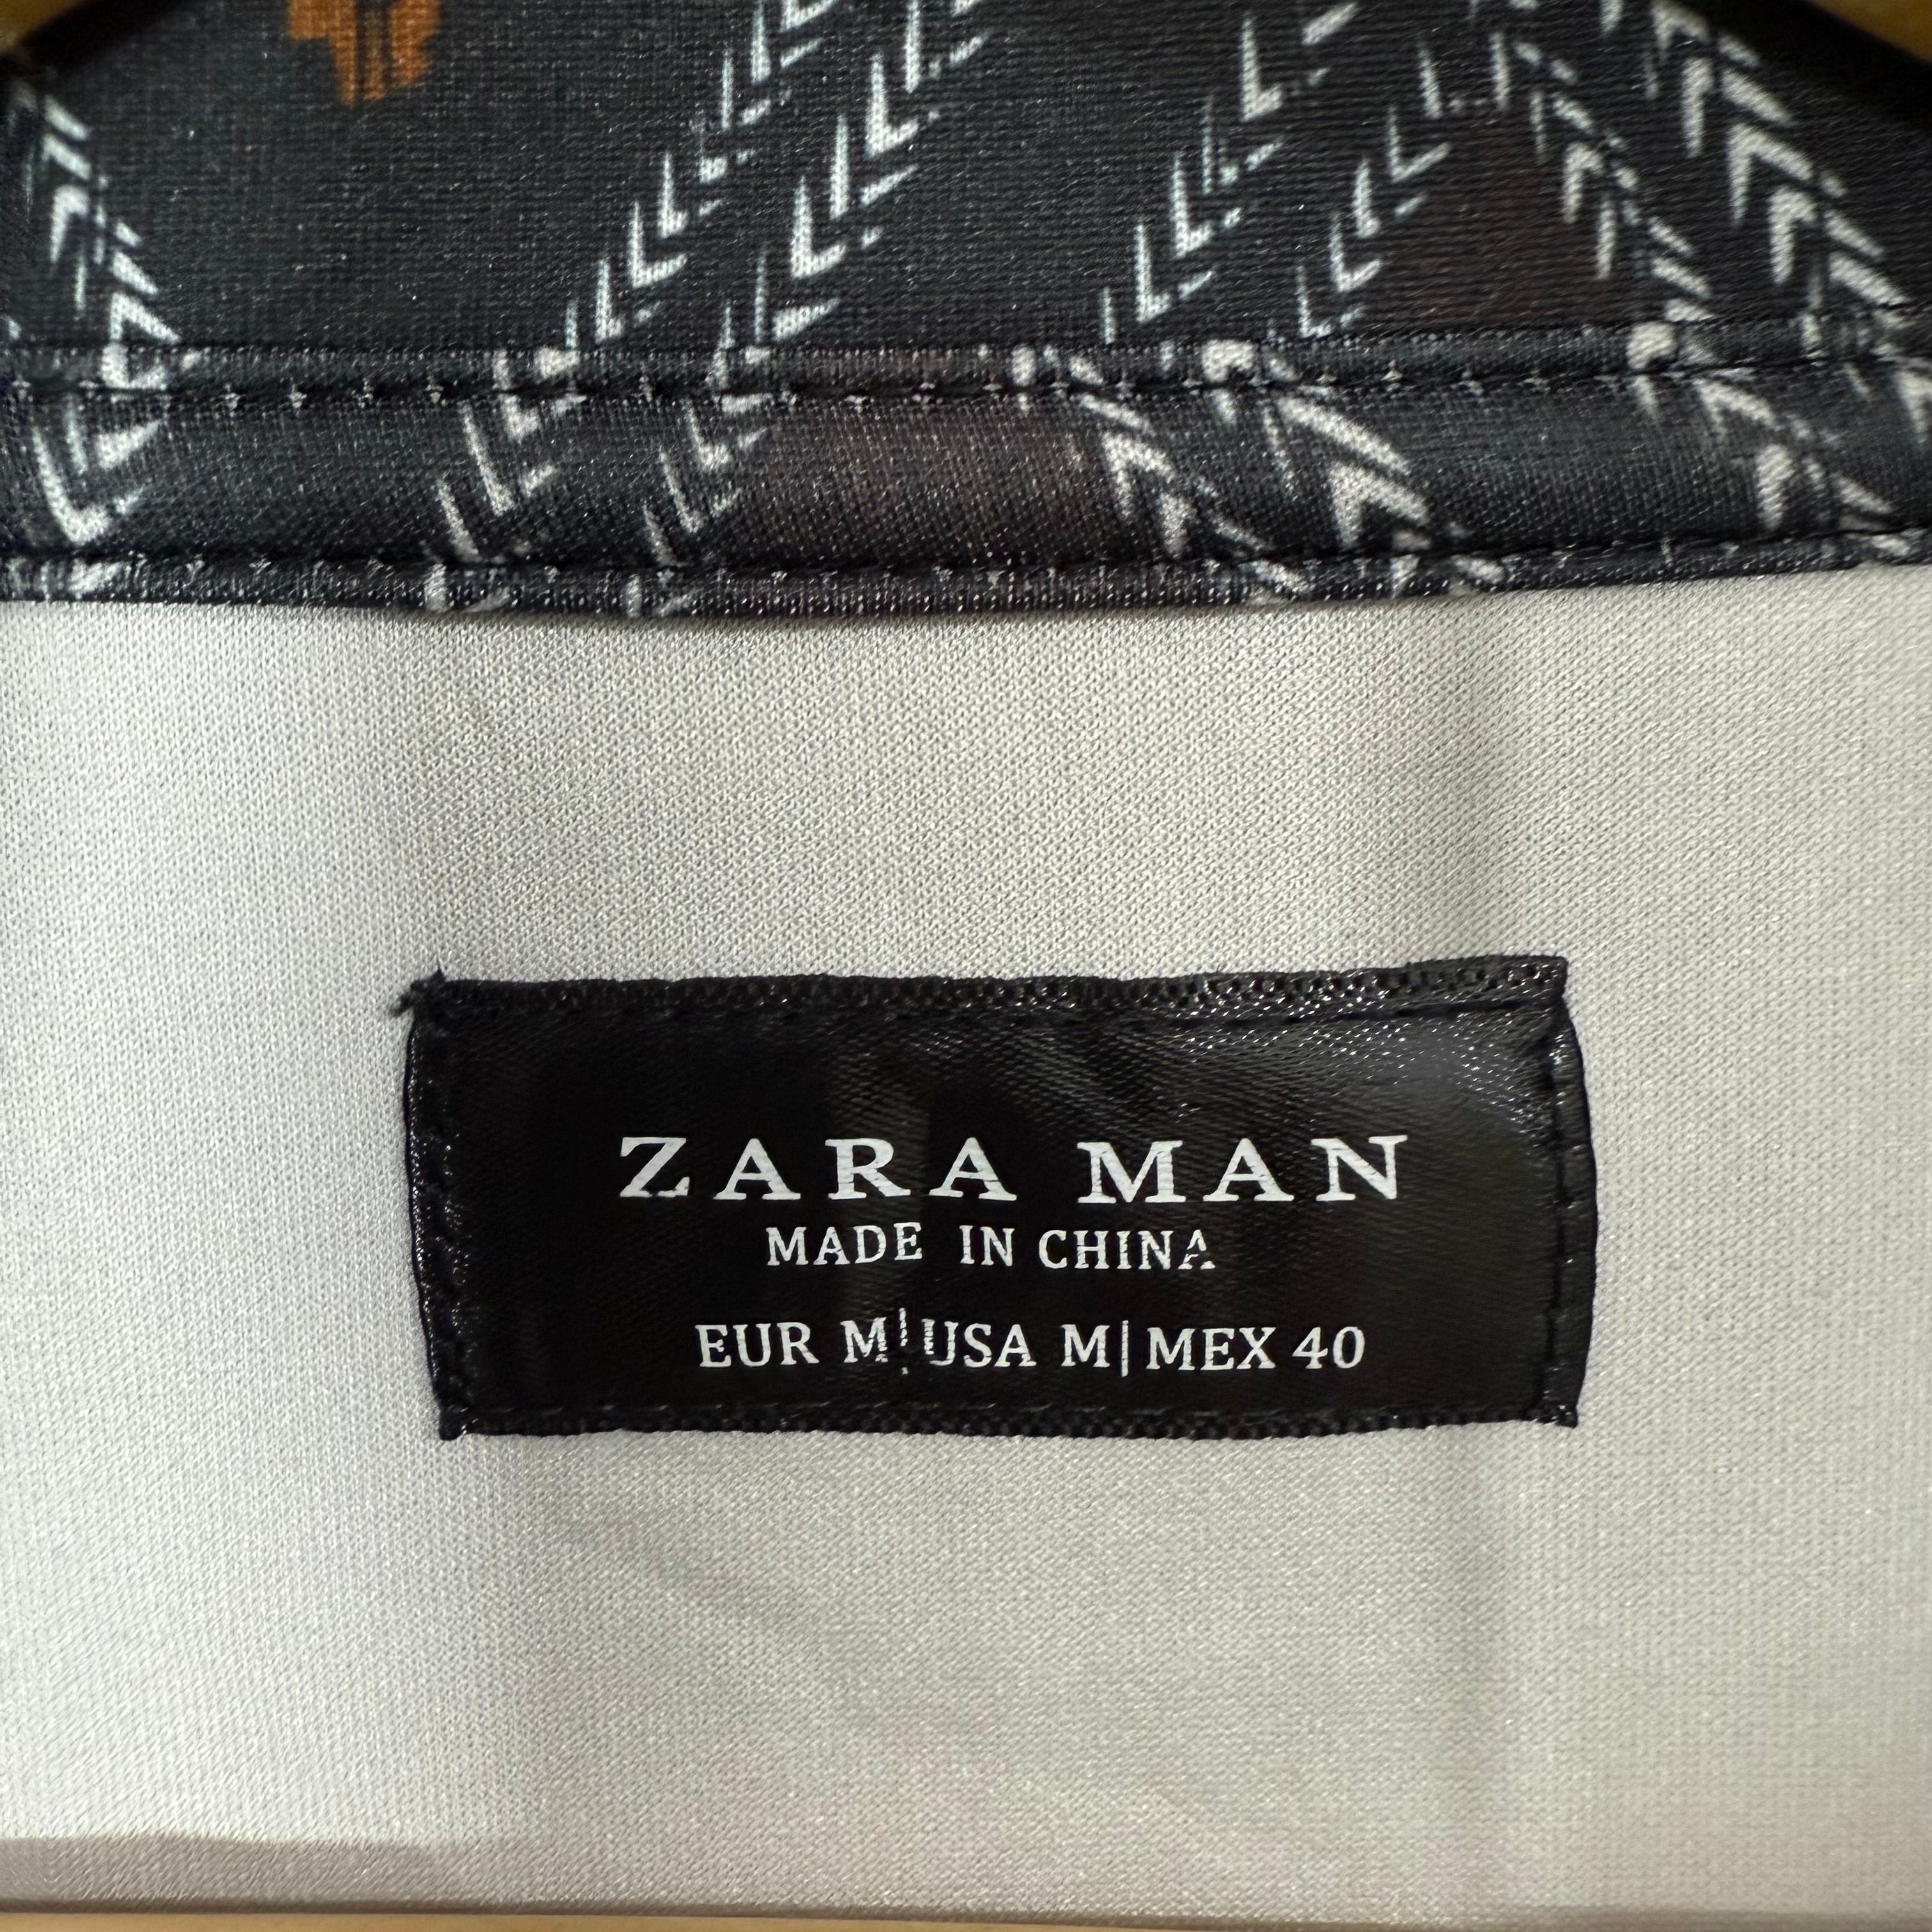 ZARA MAN
MADE IN CHINA
EUR M|USA M|MEX 40